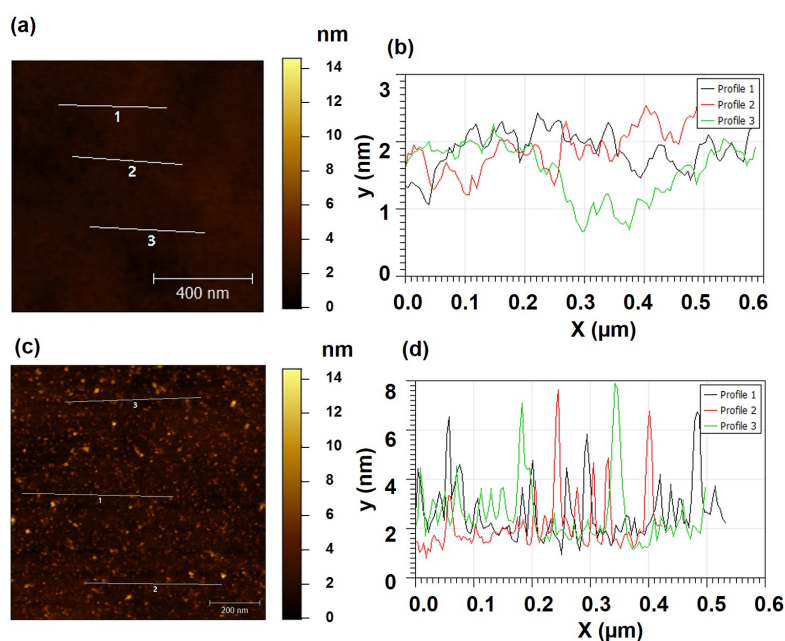 (a)
nm
14
12
10
8
6
4
2
0
1
2
3
400 nm
(b)
y (nm)
3
2
1
0
Profile 1
Profile 2
Profile 3
0.0 0.1 0.2 0.3 0.4 0.5 0.6
X (µm)
(c)
nm
14
12
10
8
6
4
2
0
3
1
2
200 nm
(d)
y (nm)
8
6
4
2
0
Profile 1
Profile 2
Profile 3
0.0 0.1 0.2 0.3 0.4 0.5 0.6
X (µm)